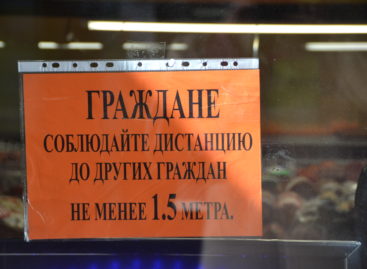 ГРАЖДАНЕ
СОБЛЮДАЙТЕ ДИСТАНЦИЮ
ДО ДРУГИХ ГРАЖДАН
НЕ МЕНЕЕ 1.5 МЕТРА.